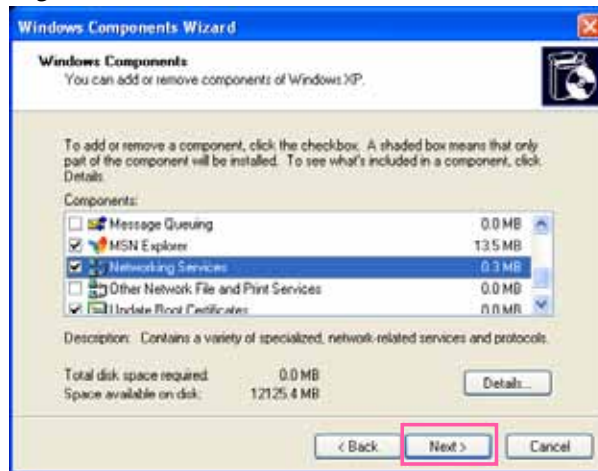 Windows Components Wizard
Windows Components
You can add or remove components of Windows XP.
To add or remove a component, click the checkbox. A shaded box means that only
part of the component will be installed. To see what's included in a component, click
Details.
Components:
Message Queuing 0.0 MB
MSN Explorer 13.5 MB
Networking Services 0.3 MB
Other Network File and Print Services 0.0 MB
Update Root Certificates 0.0 MB
Description: Contains a variety of specialized, network-related services and protocols.
Total disk space required: 0.0 MB
Space available on disk: 12125.4 MB
Details...
< Back Next > Cancel